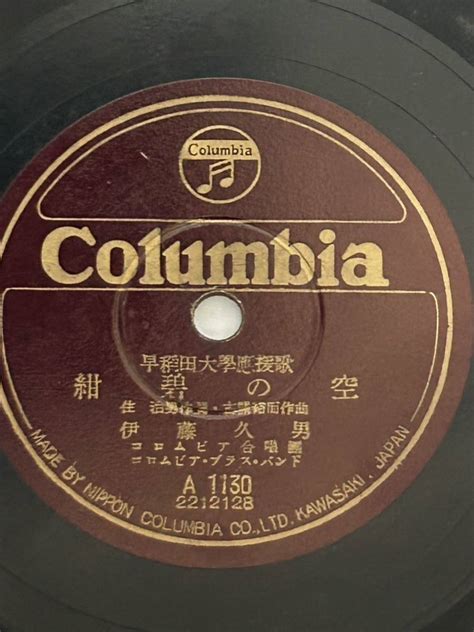 Columbia
Columbia
早稻田大學應援歌
紺碧の空
住 治男作詞・古関裕而作曲
伊藤久男
コロムビア合唱團
コロムビア・ブラス・バンド
A 1130
2212128
MADE BY NIPPON COLUMBIA CO., LTD. KAWASAKI, JAPAN